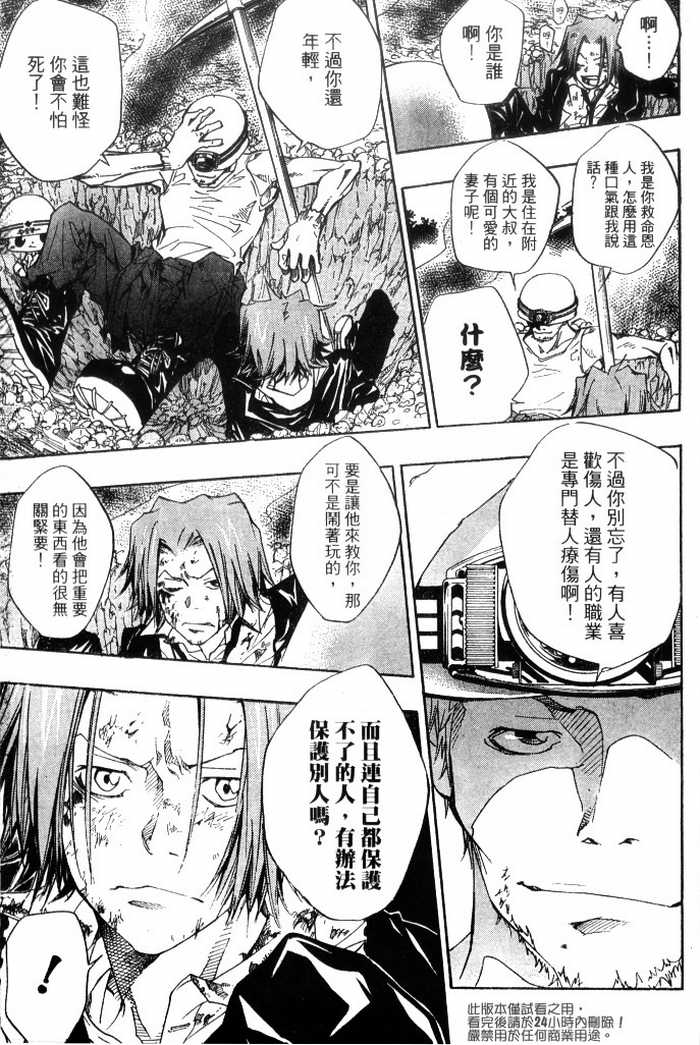 啊…！
你是誰
啊！
不過你還
年輕，
這也難怪
你會不怕
死了！
我是你救命恩
人，怎麼用這
種口氣跟我說
話？
我是住在附
近的大叔，
有個可愛的
妻子呢！
什麼？
不過你別忘了，有人喜
歡傷人，還有人的職業
是專門替人療傷啊！
要是讓他來教你，那
可不是鬧著玩的，
因為他會把重要
的東西看的很無
關緊要！
而且連自己都保護
不了的人，有辦法
保護別人嗎？
！
此版本僅試看之用，
看完後請於24小時內刪除！
嚴禁用於任何商業用途。